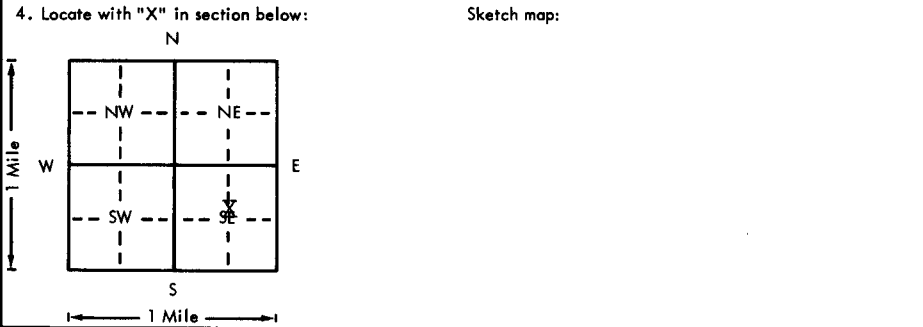 4. Locate with "X" in section below:
Sketch map:
N
NW
NE
1 Mile
W
E
X
SW
SE
S
1 Mile